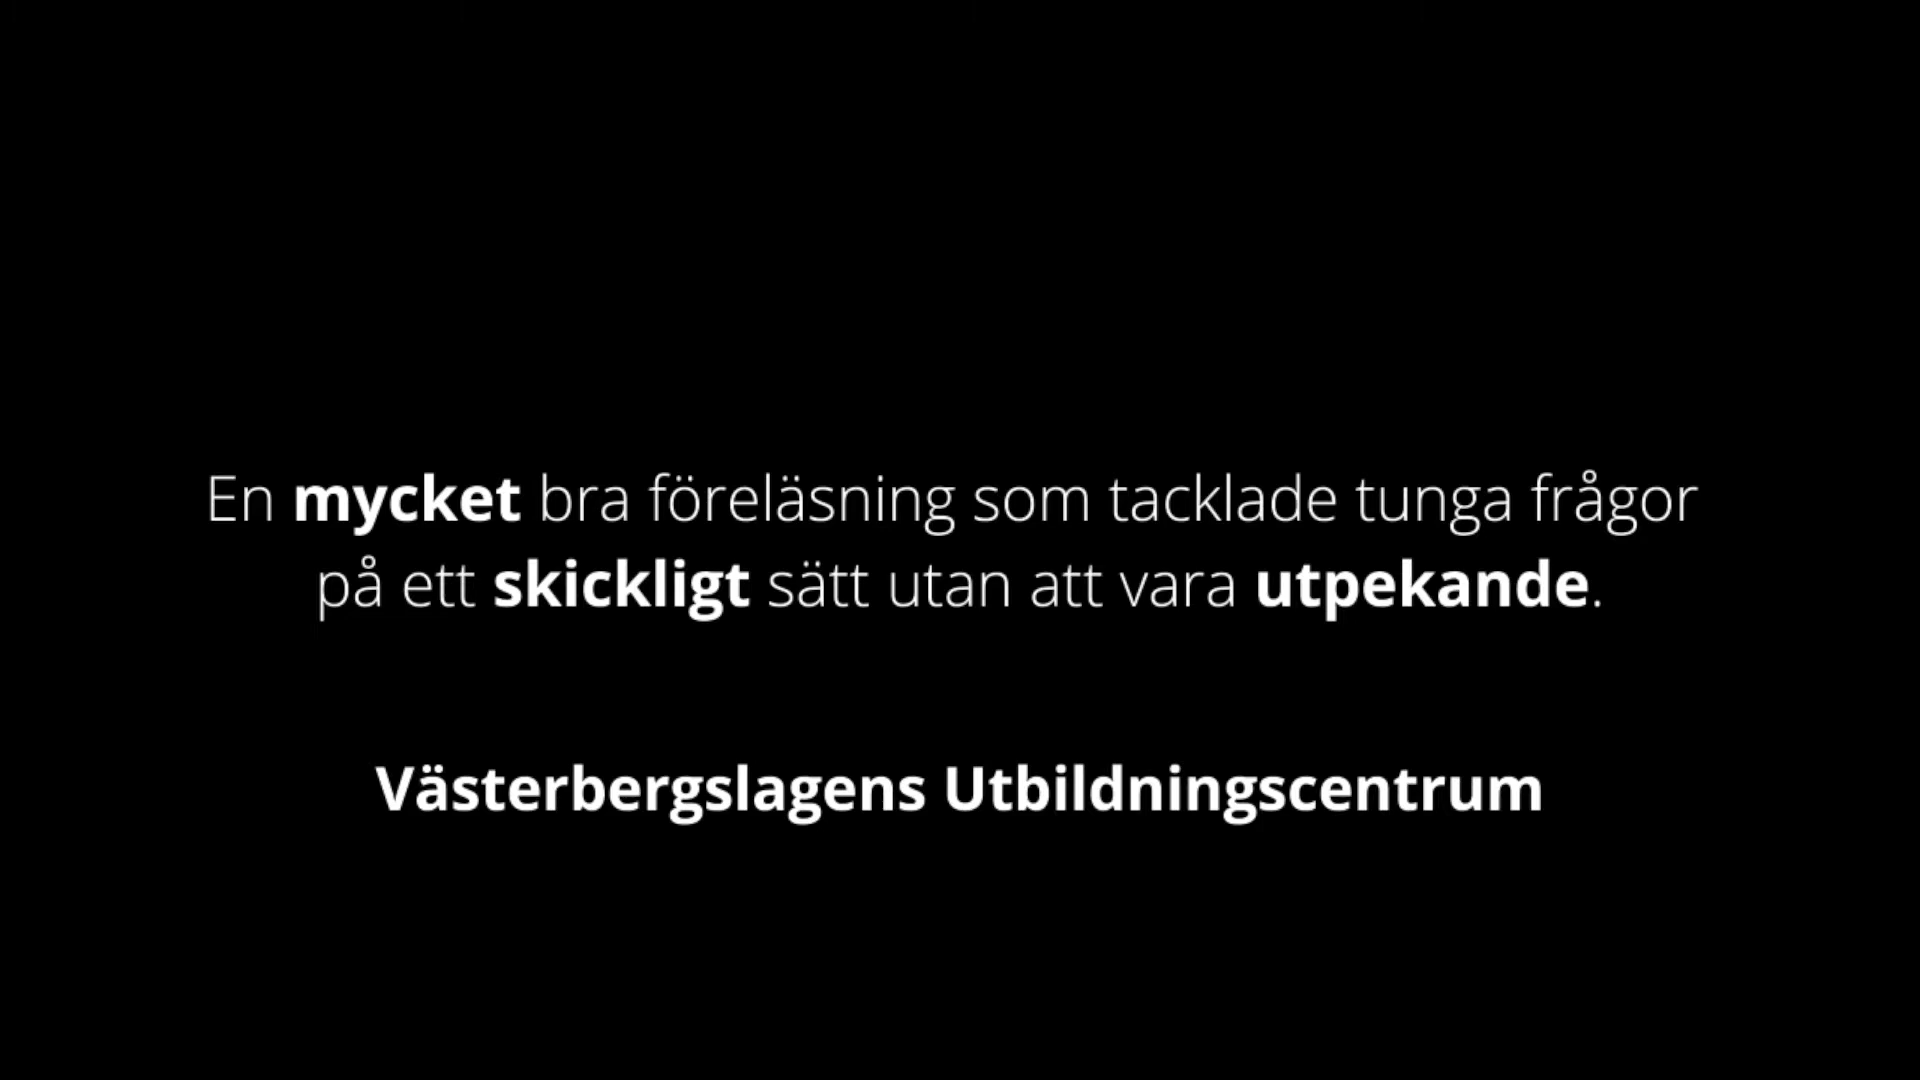 En mycket bra föreläsning som tacklade tunga frågor
på ett skickligt sätt utan att vara utpekande.
Västerbergslagens Utbildningscentrum